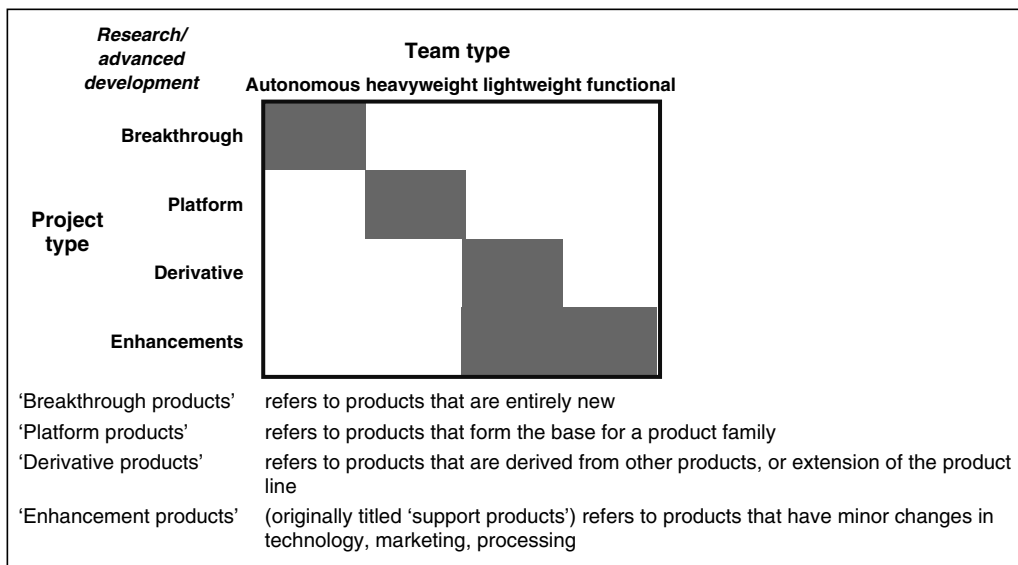 Research/
advanced
development
Team type
Autonomous heavyweight lightweight functional
Breakthrough
Platform
Project
type
Derivative
Enhancements
‘Breakthrough products’ refers to products that are entirely new
‘Platform products’ refers to products that form the base for a product family
‘Derivative products’ refers to products that are derived from other products, or extension of the product
line
‘Enhancement products’ (originally titled ‘support products’) refers to products that have minor changes in
technology, marketing, processing